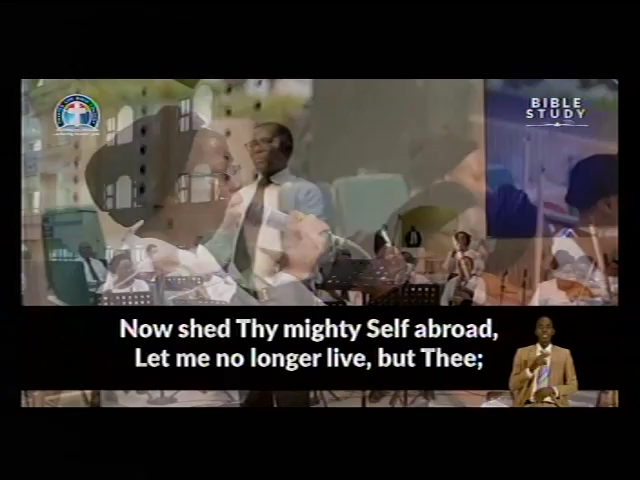 BIBLE
STUDY
Now shed Thy mighty Self abroad,
Let me no longer live, but Thee;